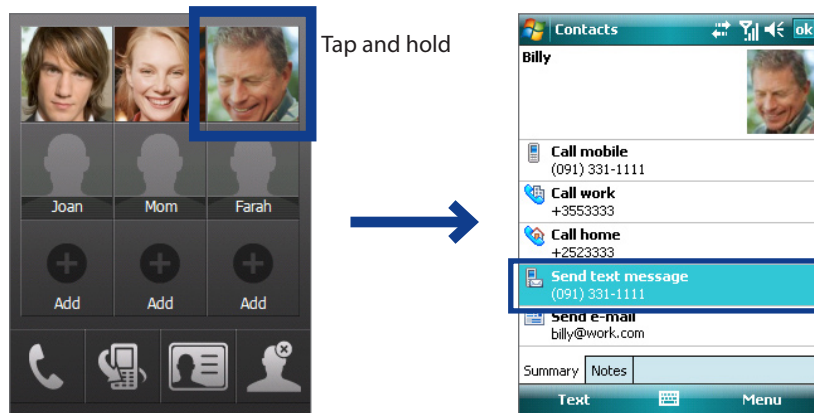 Tap and hold
Joan Mom Farah
Add Add Add
Contacts ok
Billy
Call mobile
(091) 331-1111
Call work
+3553333
Call home
+2523333
Send text message
(091) 331-1111
Send e-mail
billy@work.com
Summary Notes
Text Menu